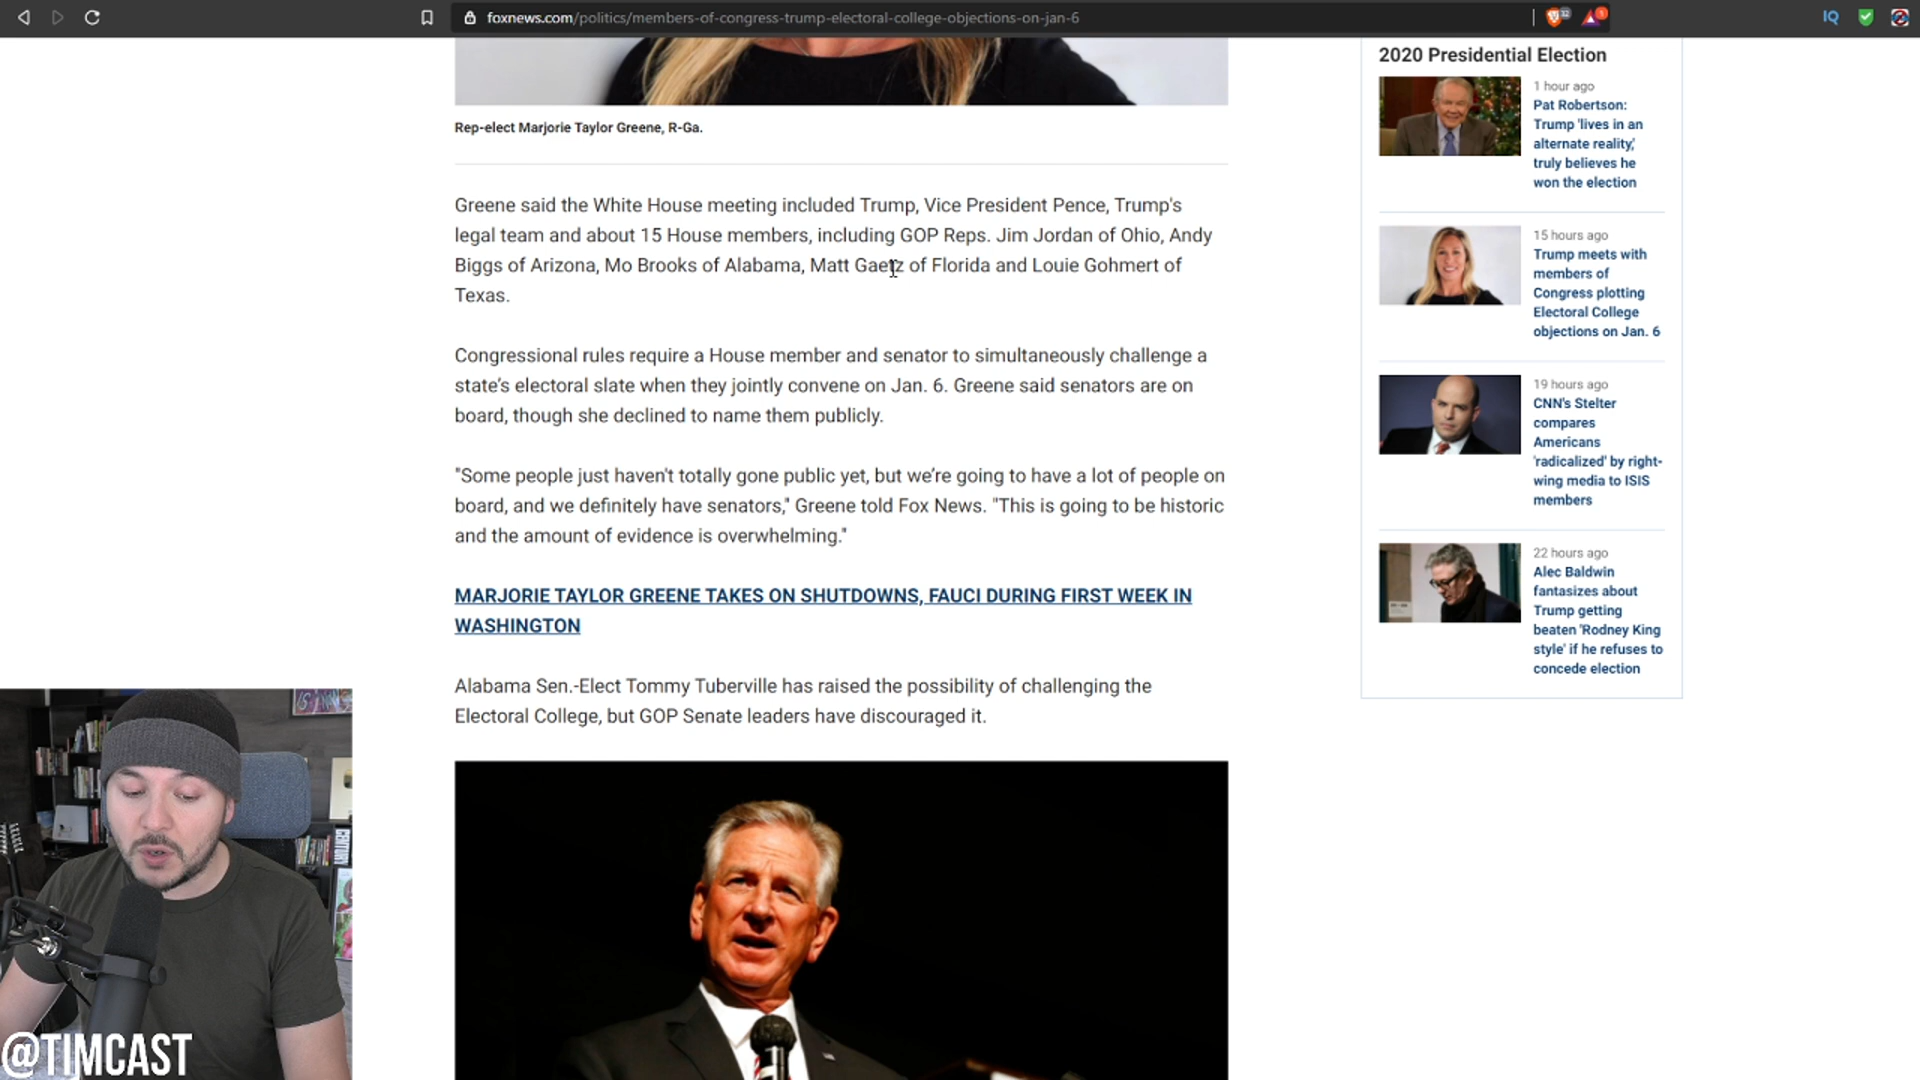 foxnews.com/politics/members-of-congress-trump-electoral-college-objections-on-jan-6
IQ
Rep-elect Marjorie Taylor Greene, R-Ga.
Greene said the White House meeting included Trump, Vice President Pence, Trump's
legal team and about 15 House members, including GOP Reps. Jim Jordan of Ohio, Andy
Biggs of Arizona, Mo Brooks of Alabama, Matt Gaetz of Florida and Louie Gohmert of
Texas.
Congressional rules require a House member and senator to simultaneously challenge a
state's electoral slate when they jointly convene on Jan. 6. Greene said senators are on
board, though she declined to name them publicly.
"Some people just haven't totally gone public yet, but we're going to have a lot of people on
board, and we definitely have senators," Greene told Fox News. "This is going to be historic
and the amount of evidence is overwhelming."
MARJORIE TAYLOR GREENE TAKES ON SHUTDOWNS, FAUCI DURING FIRST WEEK IN
WASHINGTON
Alabama Sen.-Elect Tommy Tuberville has raised the possibility of challenging the
Electoral College, but GOP Senate leaders have discouraged it.
2020 Presidential Election
1 hour ago
Pat Robertson:
Trump 'lives in an
alternate reality,'
truly believes he
won the election
15 hours ago
Trump meets with
members of
Congress plotting
Electoral College
objections on Jan. 6
19 hours ago
CNN's Stelter
compares
Americans
'radicalized' by right-
wing media to ISIS
members
22 hours ago
Alec Baldwin
fantasizes about
Trump getting
beaten 'Rodney King
style' if he refuses to
concede election
@TIMCAST